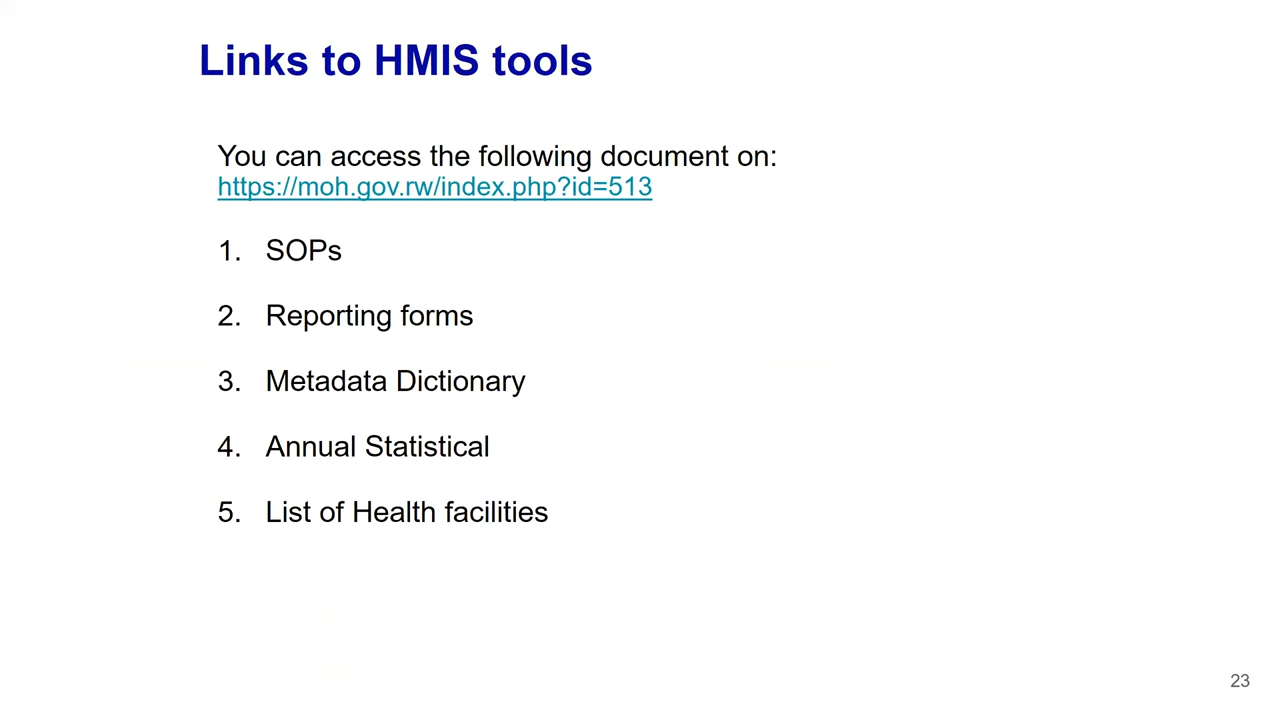 Links to HMIS tools
You can access the following document on:
https://moh.gov.rw/index.php?id=513
1. SOPs
2. Reporting forms
3. Metadata Dictionary
4. Annual Statistical
5. List of Health facilities
23